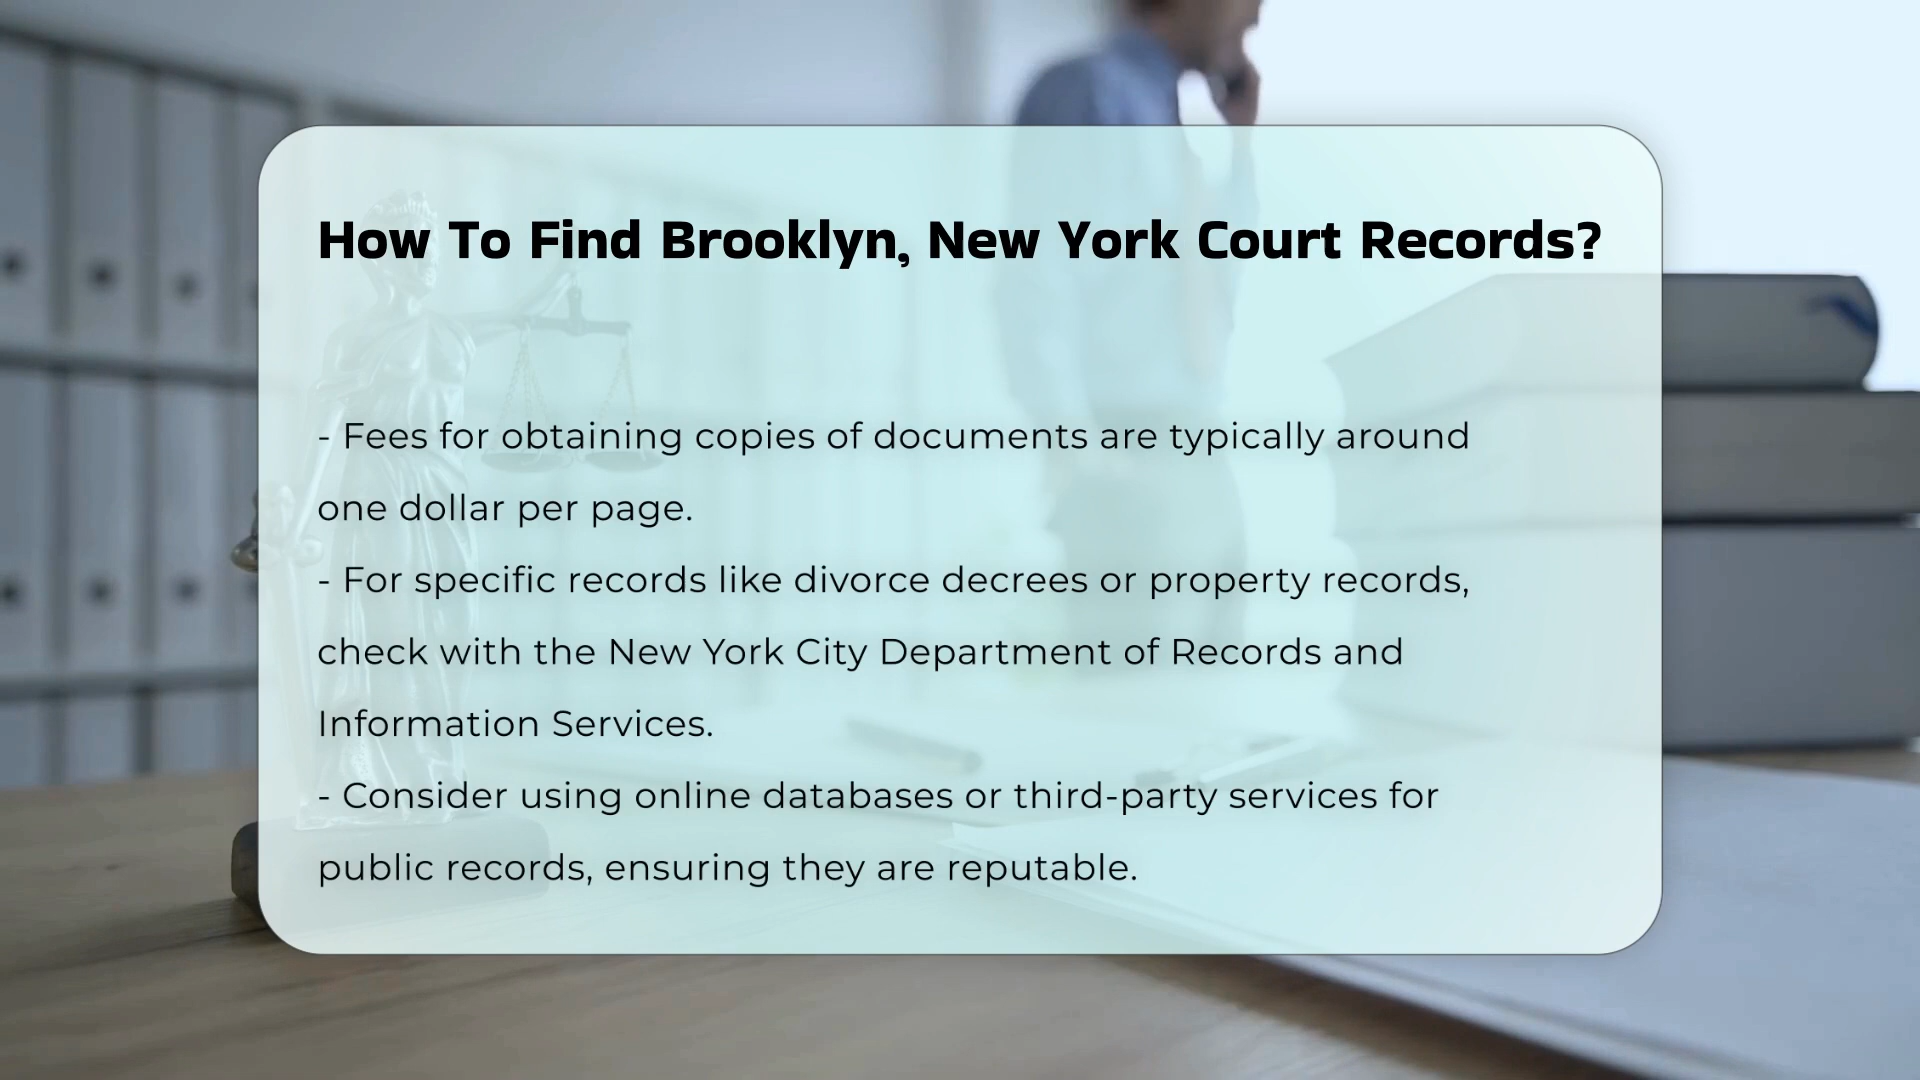 How To Find Brooklyn, New York Court Records?
- Fees for obtaining copies of documents are typically around
one dollar per page.
- For specific records like divorce decrees or property records,
check with the New York City Department of Records and
Information Services.
- Consider using online databases or third-party services for
public records, ensuring they are reputable.